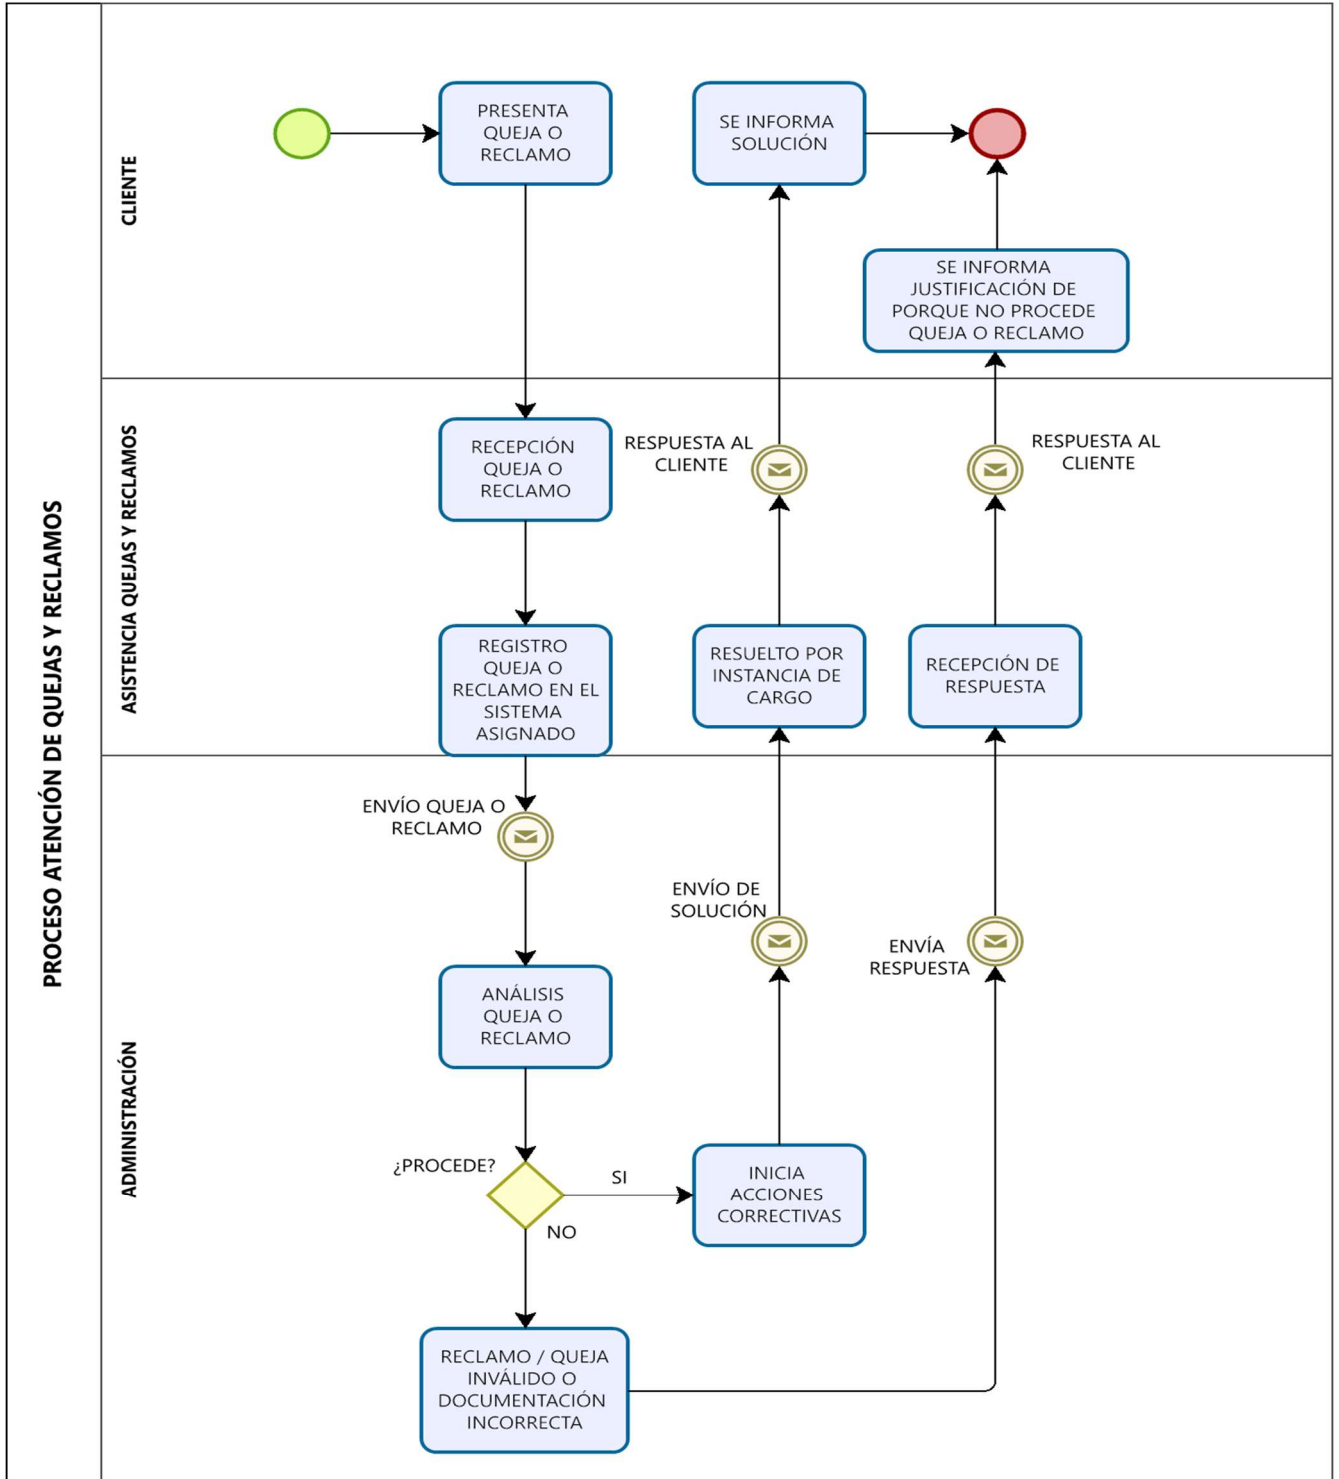 PROCESO ATENCIÓN DE QUEJAS Y RECLAMOS
CLIENTE
PRESENTA
QUEJA O
RECLAMO
SE INFORMA
SOLUCIÓN
SE INFORMA
JUSTIFICACIÓN DE
PORQUE NO PROCEDE
QUEJA O RECLAMO
ASISTENCIA QUEJAS Y RECLAMOS
RECEPCIÓN
QUEJA O
RECLAMO
RESPUESTA AL
CLIENTE
RESPUESTA AL
CLIENTE
REGISTRO
QUEJA O
RECLAMO EN EL
SISTEMA
ASIGNADO
RESUELTO POR
INSTANCIA DE
CARGO
RECEPCIÓN DE
RESPUESTA
ADMINISTRACIÓN
ENVÍO QUEJA O
RECLAMO
ENVÍO DE
SOLUCIÓN
ENVÍA
RESPUESTA
ANÁLISIS
QUEJA O
RECLAMO
¿PROCEDE?
SI
NO
INICIA
ACCIONES
CORRECTIVAS
RECLAMO / QUEJA
INVÁLIDO O
DOCUMENTACIÓN
INCORRECTA